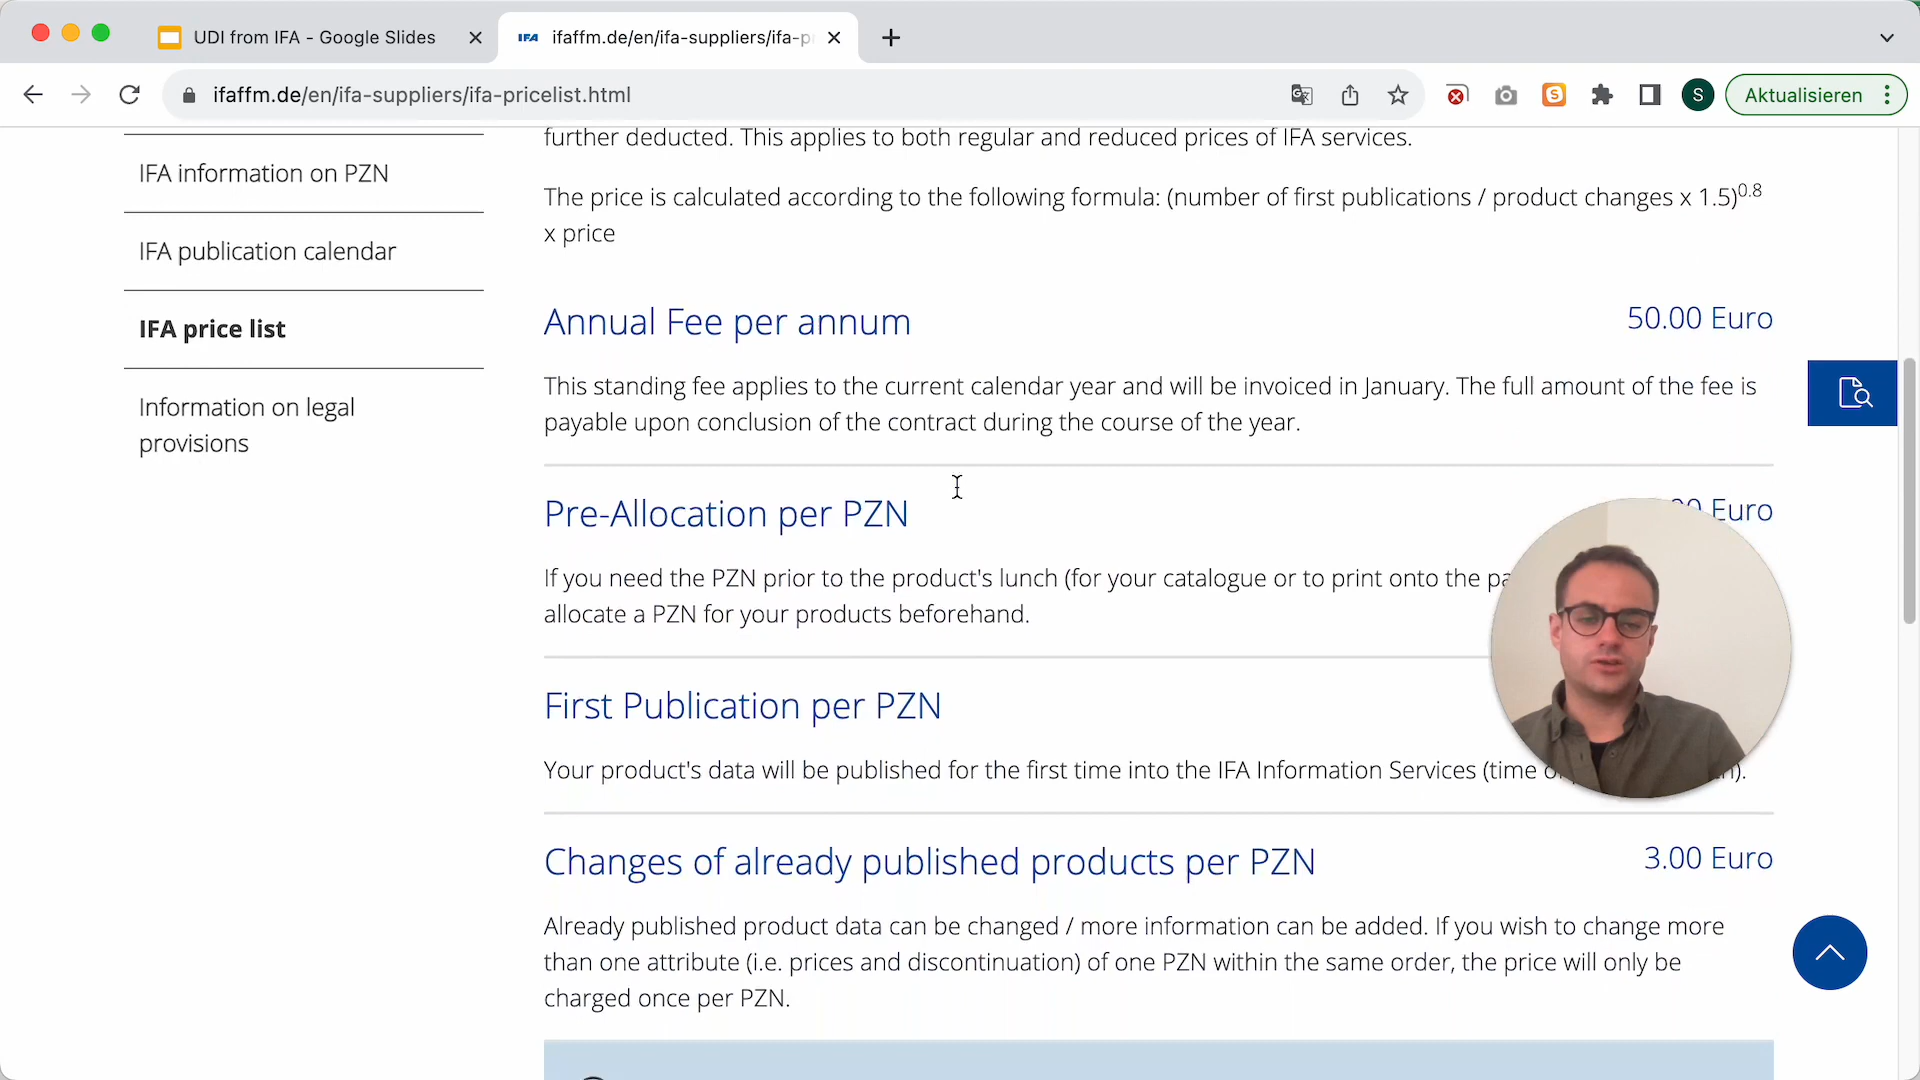 UDI from IFA - Google Slides
IFA
ifaffm.de/en/ifa-suppliers/ifa-p
ifaffm.de/en/ifa-suppliers/ifa-pricelist.html
S
S
Aktualisieren
further deducted. This applies to both regular and reduced prices of IFA services.
IFA information on PZN
The price is calculated according to the following formula: (number of first publications / product changes x 1.5)0.8
x price
IFA publication calendar
Annual Fee per annum
50.00 Euro
IFA price list
This standing fee applies to the current calendar year and will be invoiced in January. The full amount of the fee is
payable upon conclusion of the contract during the course of the year.
Information on legal
provisions
Pre-Allocation per PZN
Euro
If you need the PZN prior to the product's lunch (for your catalogue or to print onto the
allocate a PZN for your products beforehand.
First Publication per PZN
Your product's data will be published for the first time into the IFA Information Services (time
Changes of already published products per PZN
3.00 Euro
Already published product data can be changed / more information can be added. If you wish to change more
than one attribute (i.e. prices and discontinuation) of one PZN within the same order, the price will only be
charged once per PZN.